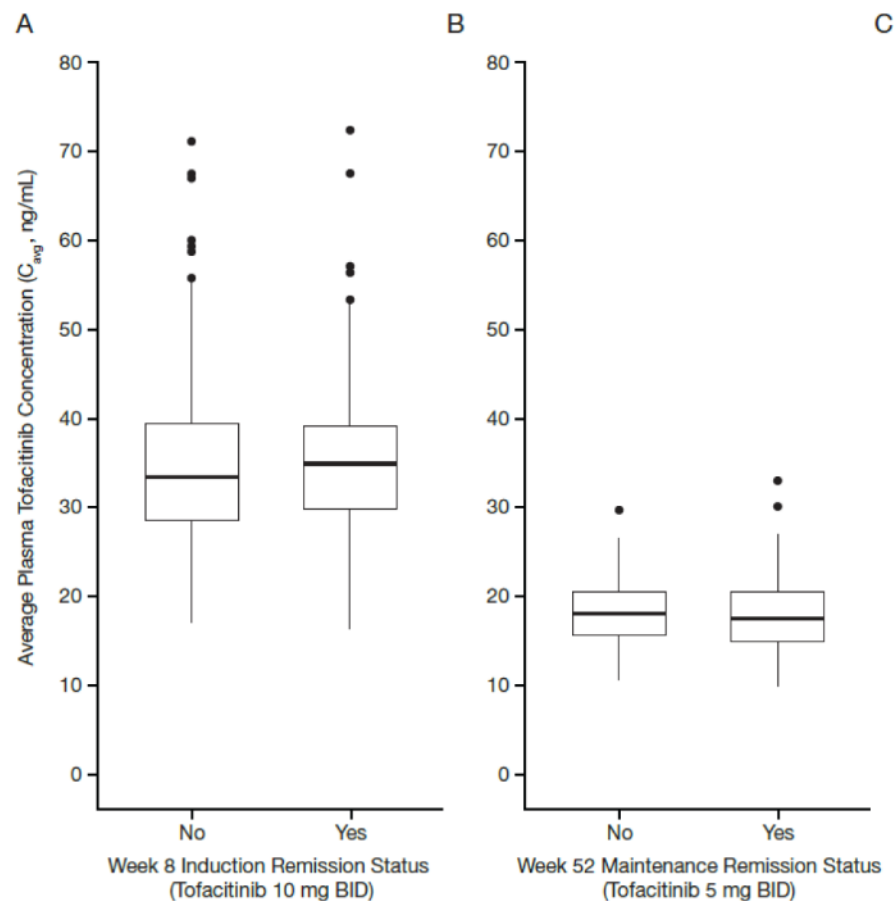 A
B
C
Average Plasma Tofacitinib Concentration (Cavg, ng/mL)
80
70
60
50
40
30
20
10
0
No
Yes
Week 8 Induction Remission Status
(Tofacitinib 10 mg BID)
80
70
60
50
40
30
20
10
0
No
Yes
Week 52 Maintenance Remission Status
(Tofacitinib 5 mg BID)